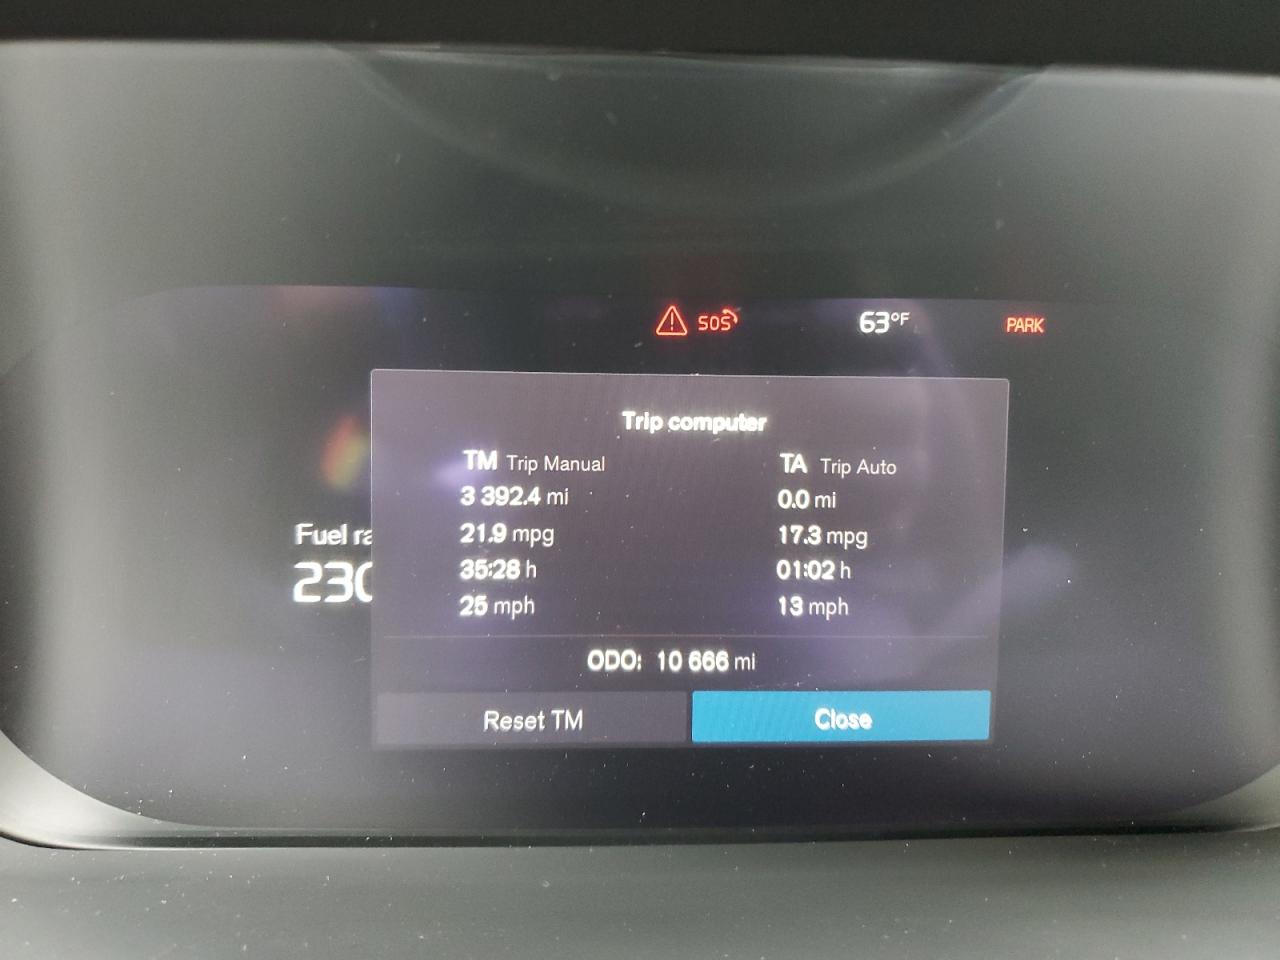 SOS 63°F PARK
Trip computer
TM Trip Manual TA Trip Auto
3 392.4 mi 0.0 mi
21.9 mpg 17.3 mpg
35:28 h 01:02 h
25 mph 13 mph
Fuel
230
ODO: 10 666 mi
Reset TM Close